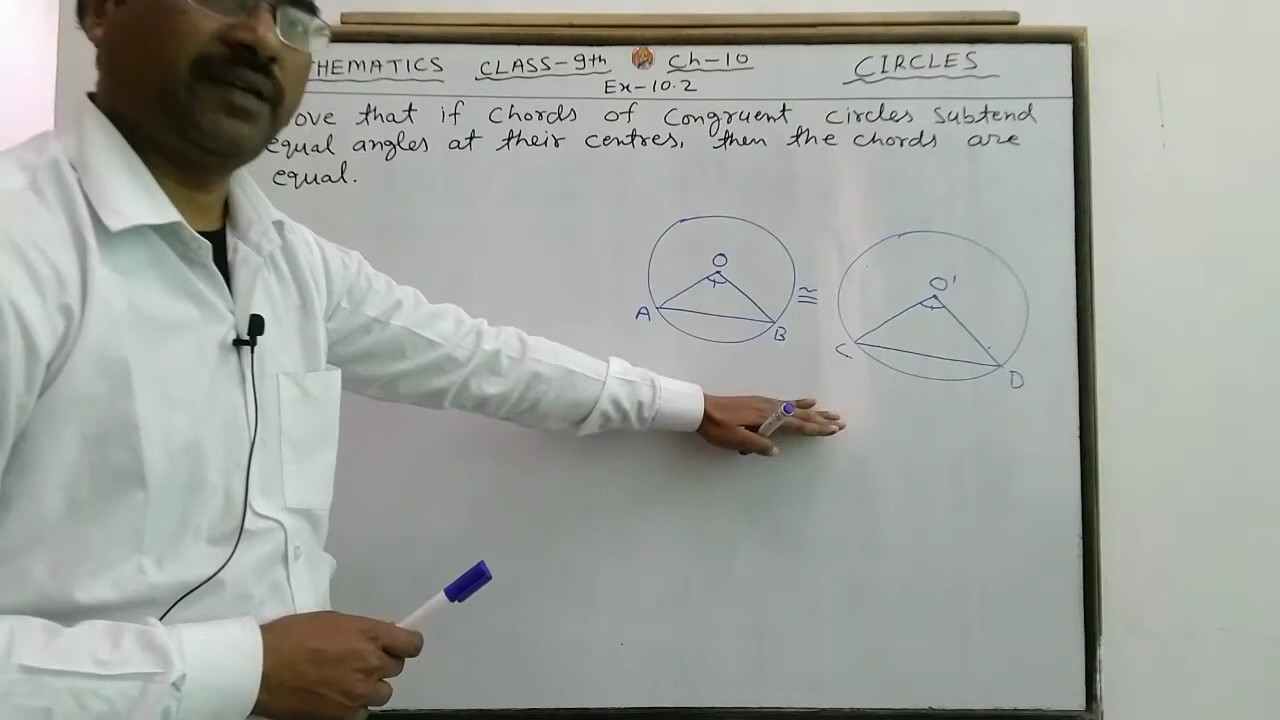 THEMATICS CLASS-9th Ch-10 CIRCLES
Ex-10.2
ove that if chords of congruent circles subtend
equal angles at their centres, then the chords are
equal.
O
A
B
≅
O'
C
D